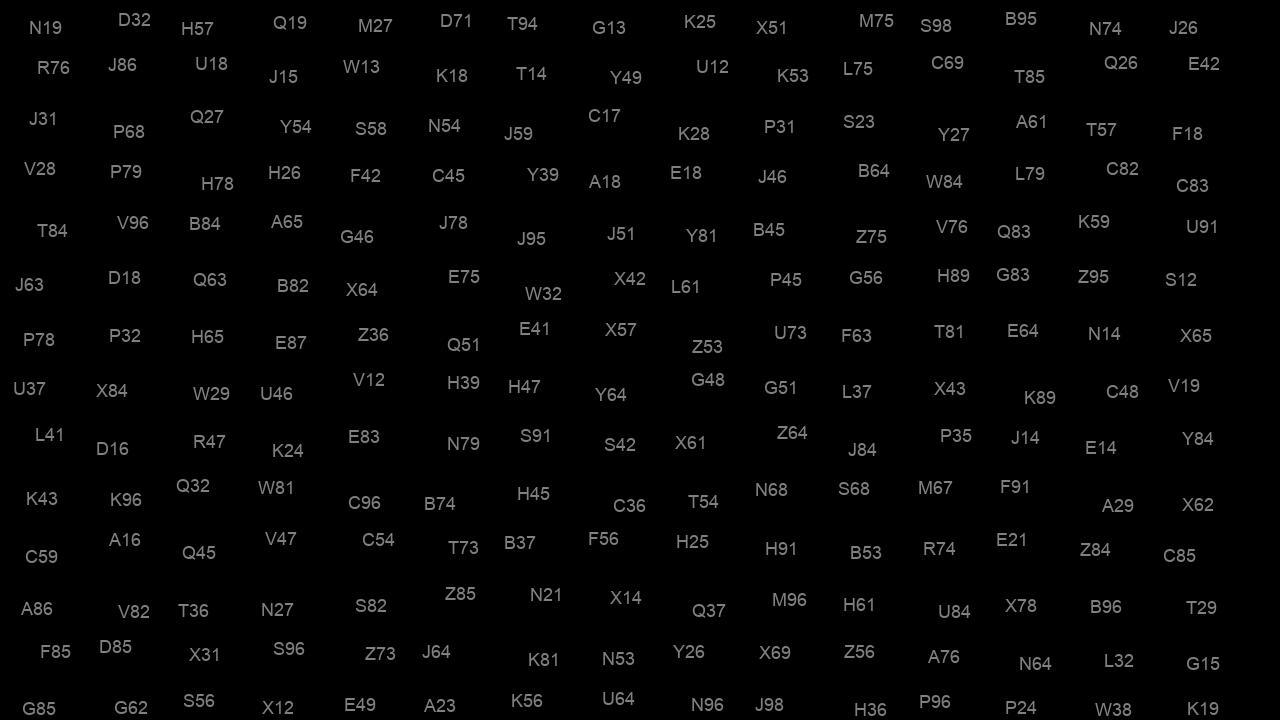 N19 D32 H57 Q19 M27 D71 T94 G13 K25 X51 M75 S98 B95 N74 J26
R76 J86 U18 J15 W13 K18 T14 Y49 U12 K53 L75 C69 T85 Q26 E42
J31 P68 Q27 Y54 S58 N54 J59 C17 K28 P31 S23 Y27 A61 T57 F18
V28 P79 H78 H26 F42 C45 Y39 A18 E18 J46 B64 W84 L79 C82 C83
T84 V96 B84 A65 G46 J78 J95 J51 Y81 B45 Z75 V76 Q83 K59 U91
J63 D18 Q63 B82 X64 E75 W32 X42 L61 P45 G56 H89 G83 Z95 S12
P78 P32 H65 E87 Z36 Q51 E41 X57 Z53 U73 F63 T81 E64 N14 X65
U37 X84 W29 U46 V12 H39 H47 Y64 G48 G51 L37 X43 K89 C48 V19
L41 D16 R47 K24 E83 N79 S91 S42 X61 Z64 J84 P35 J14 E14 Y84
K43 K96 Q32 W81 C96 B74 H45 C36 T54 N68 S68 M67 F91 A29 X62
C59 A16 Q45 V47 C54 T73 B37 F56 H25 H91 B53 R74 E21 Z84 C85
A86 V82 T36 N27 S82 Z85 N21 X14 Q37 M96 H61 U84 X78 B96 T29
F85 D85 X31 S96 Z73 J64 K81 N53 Y26 X69 Z56 A76 N64 L32 G15
G85 G62 S56 X12 E49 A23 K56 U64 N96 J98 H36 P96 P24 W38 K19